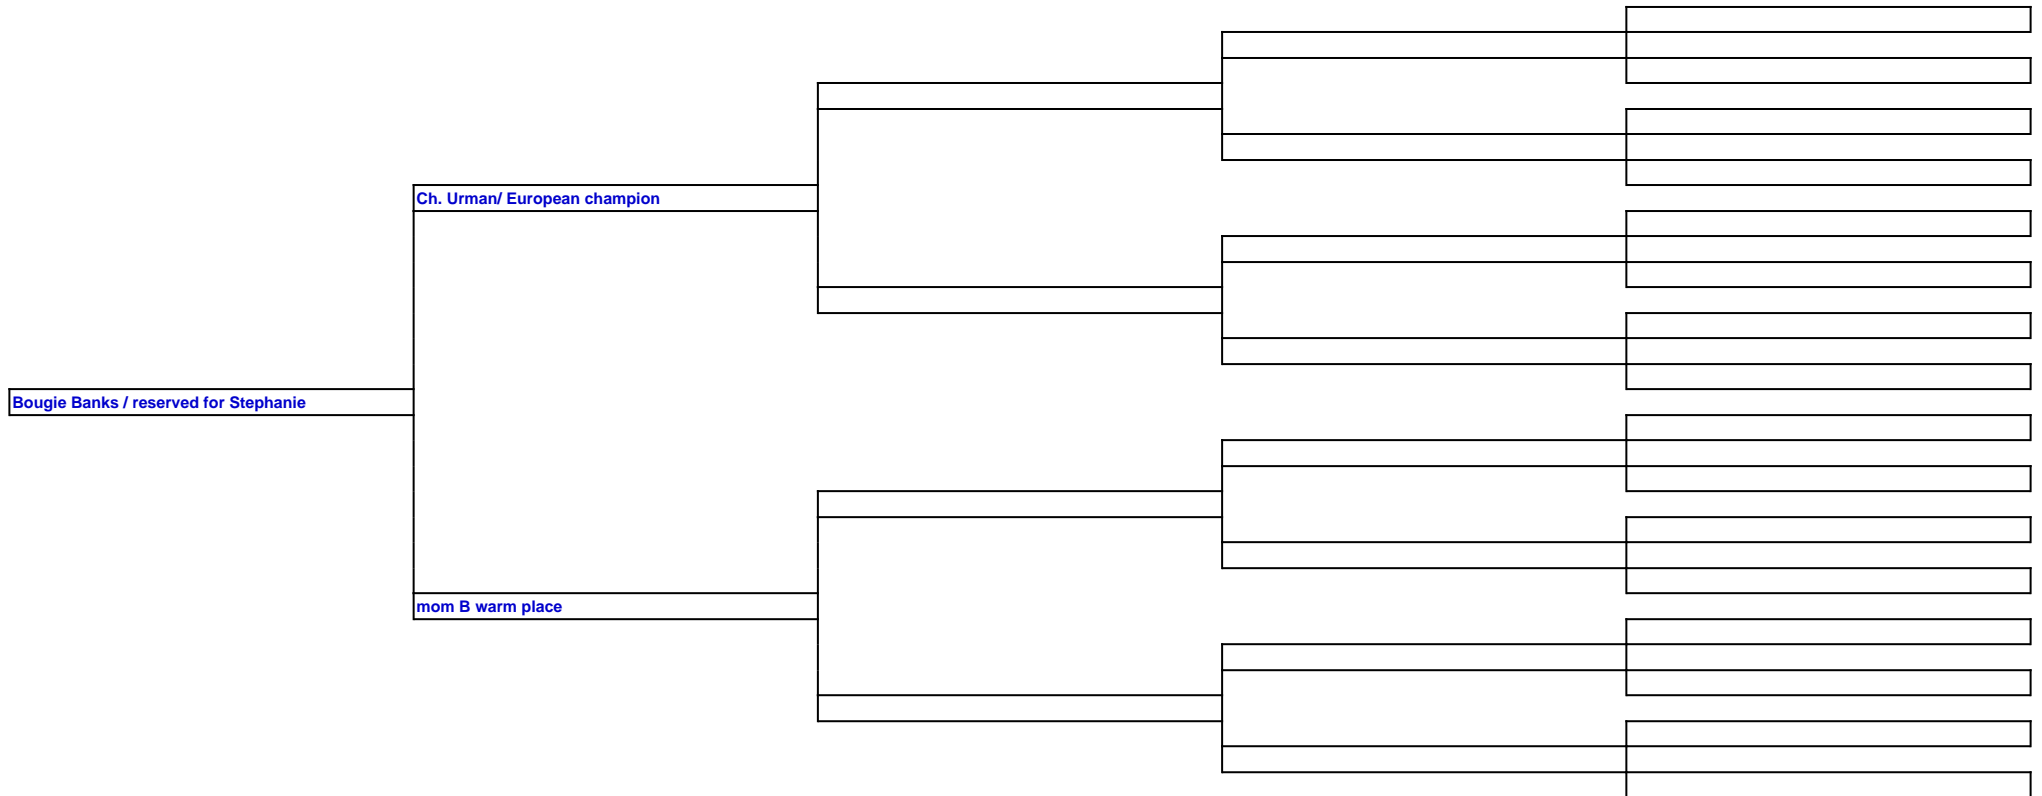 Ch. Urman/ European champion
Bougie Banks / reserved for Stephanie
mom B warm place